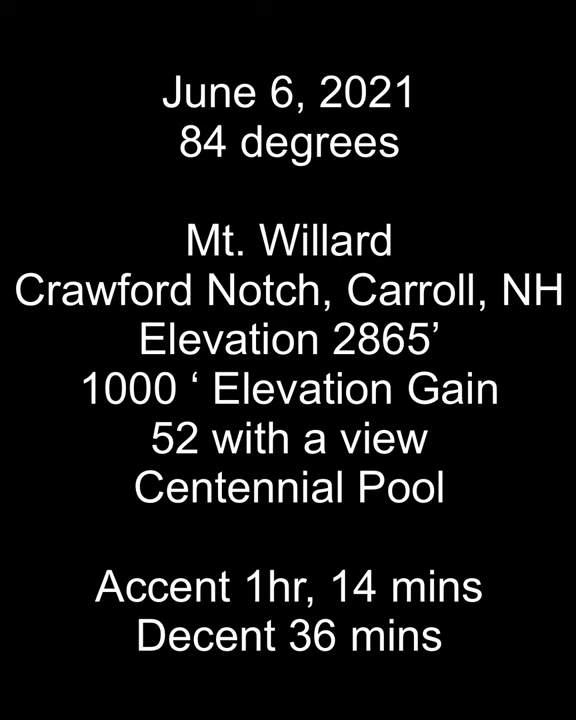 June 6, 2021
84 degrees
Mt. Willard
Crawford Notch, Carroll, NH
Elevation 2865’
1000 ‘ Elevation Gain
52 with a view
Centennial Pool
Accent 1hr, 14 mins
Decent 36 mins